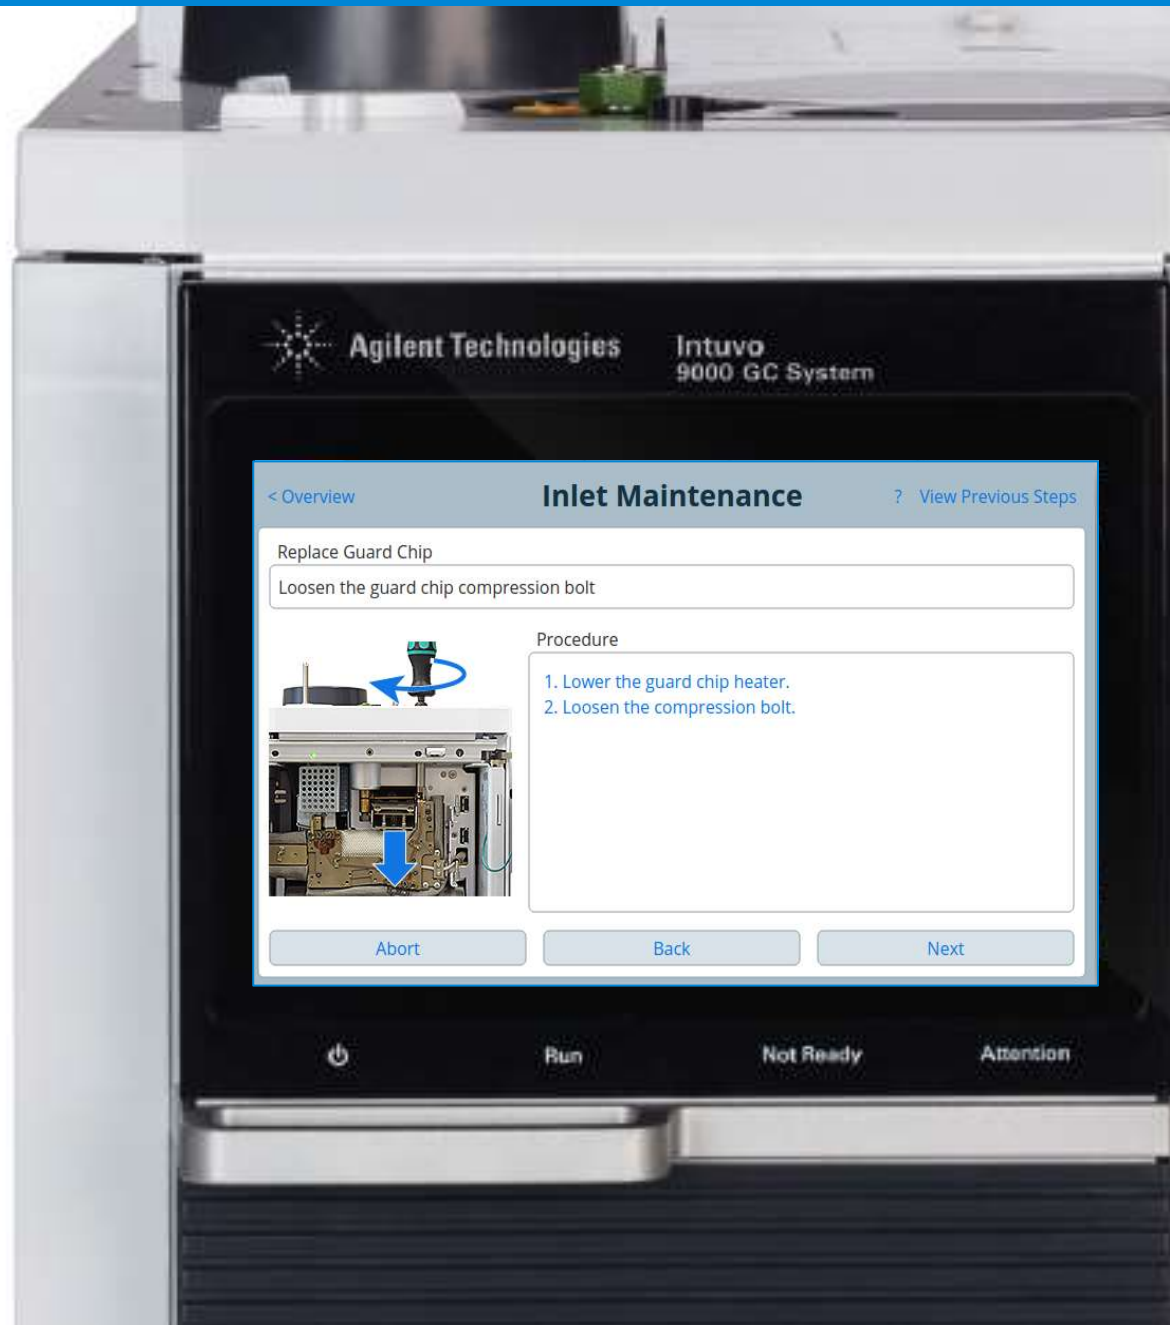 Agilent Technologies
Intuvo
9000 GC System
< Overview
Inlet Maintenance
? View Previous Steps
Replace Guard Chip
Loosen the guard chip compression bolt
Procedure
1. Lower the guard chip heater.
2. Loosen the compression bolt.
Abort
Back
Next
Run
Not Ready
Attention